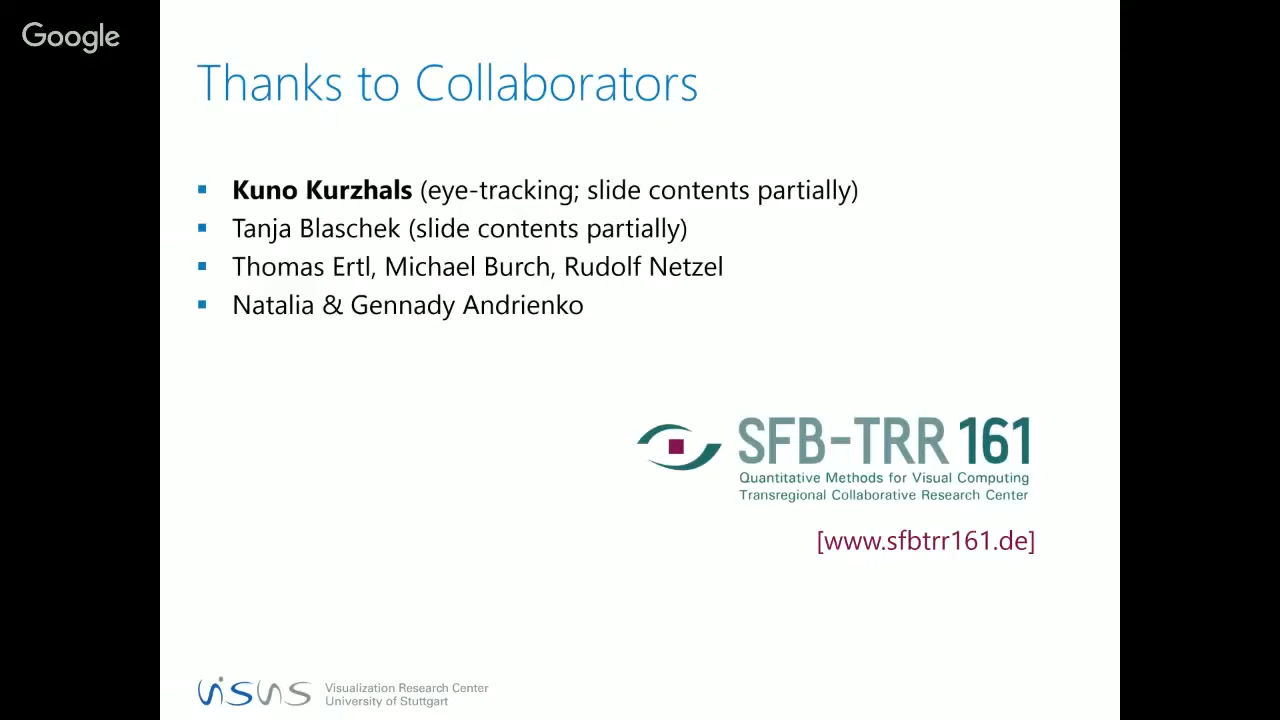 Google
Thanks to Collaborators
▪ Kuno Kurzhals (eye-tracking; slide contents partially)
▪ Tanja Blaschek (slide contents partially)
▪ Thomas Ertl, Michael Burch, Rudolf Netzel
▪ Natalia & Gennady Andrienko
SFB-TRR 161
Quantitative Methods for Visual Computing
Transregional Collaborative Research Center
[www.sfbtrr161.de]
visus
Visualization Research Center
University of Stuttgart